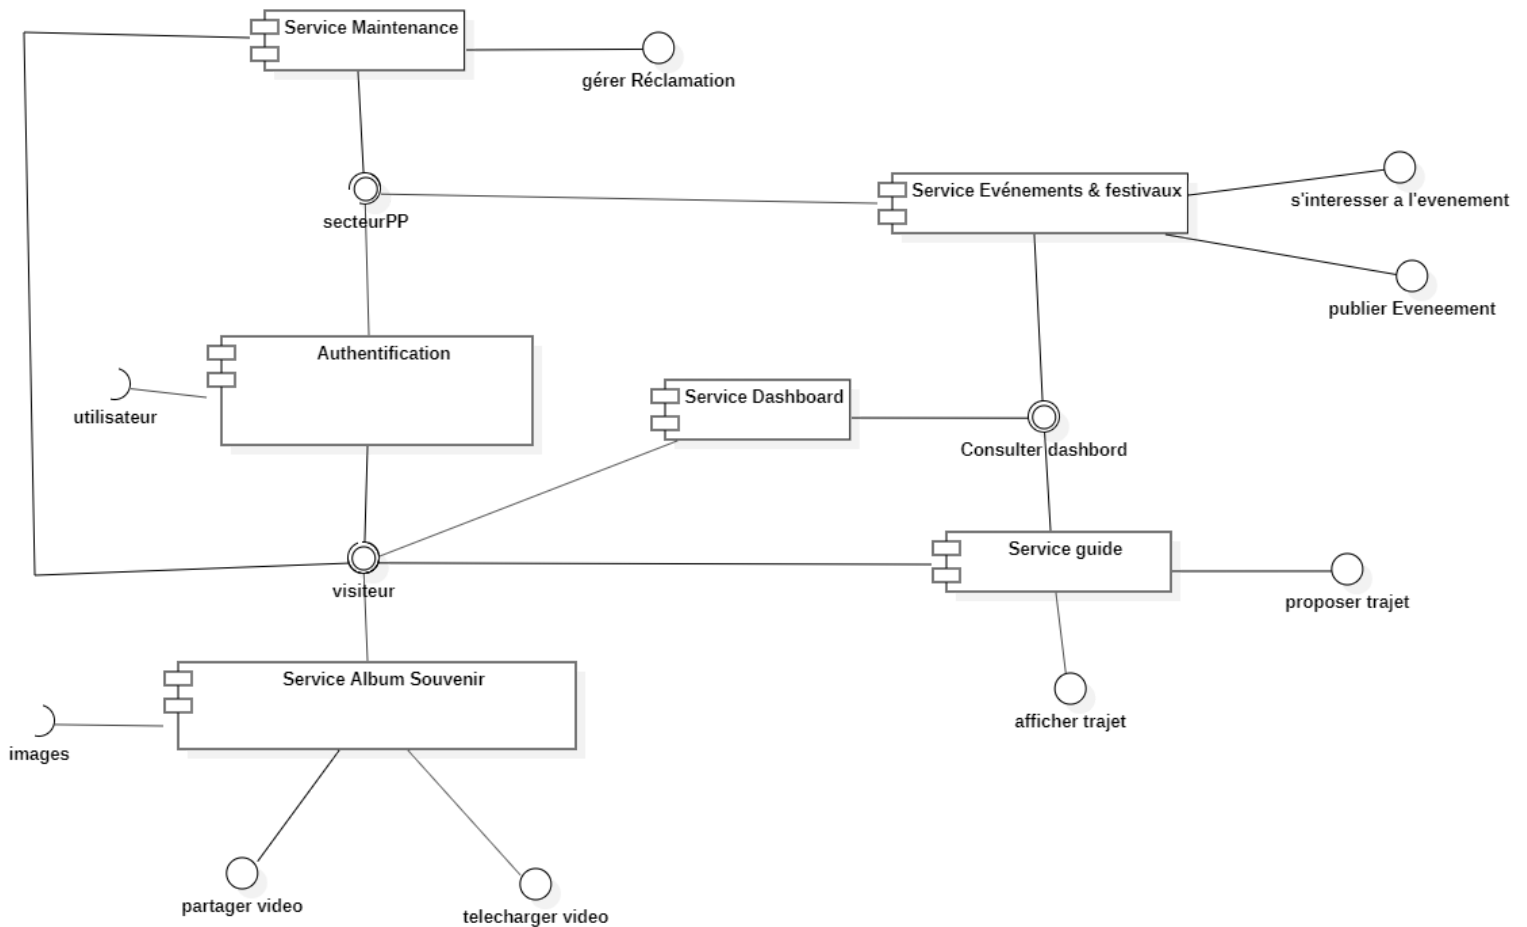 Service Maintenance
gérer Réclamation
secteurPP
Service Evénements & festivaux
s'interesser a l'evenement
publier Eveneement
Authentification
utilisateur
Service Dashboard
Consulter dashbord
visiteur
Service guide
proposer trajet
afficher trajet
Service Album Souvenir
images
partager video
telecharger video